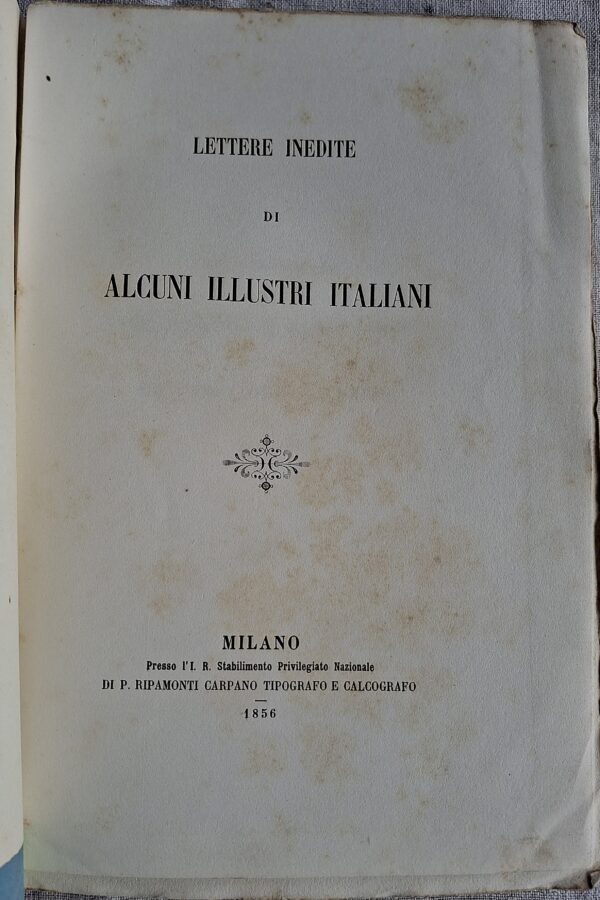 LETTERE INEDITE
DI
ALCUNI ILLUSTRI ITALIANI
MILANO
Presso l'I. R. Stabilimento Privilegiato Nazionale
DI P. RIPAMONTI CARPANO TIPOGRAFO E CALCOGRAFO
1856